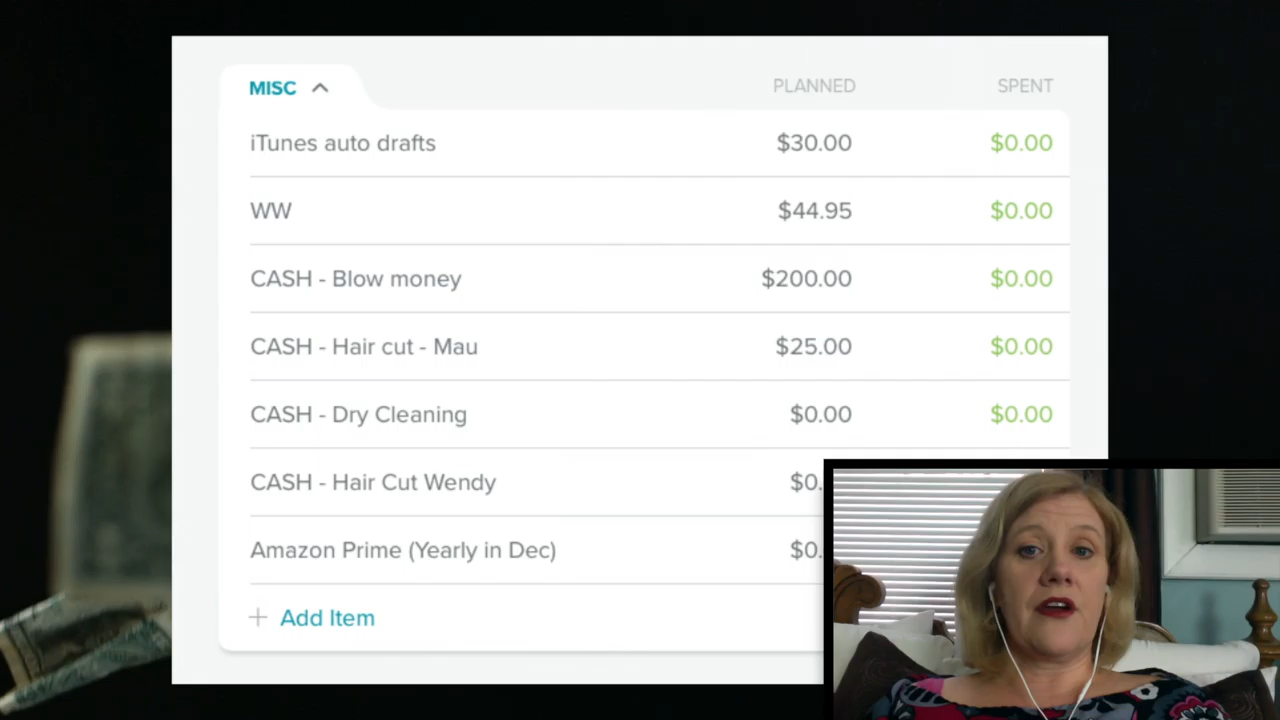 MISC PLANNED SPENT
iTunes auto drafts $30.00 $0.00
WW $44.95 $0.00
CASH - Blow money $200.00 $0.00
CASH - Hair cut - Mau $25.00 $0.00
CASH - Dry Cleaning $0.00 $0.00
CASH - Hair Cut Wendy $0.
Amazon Prime (Yearly in Dec) $0.
+ Add Item